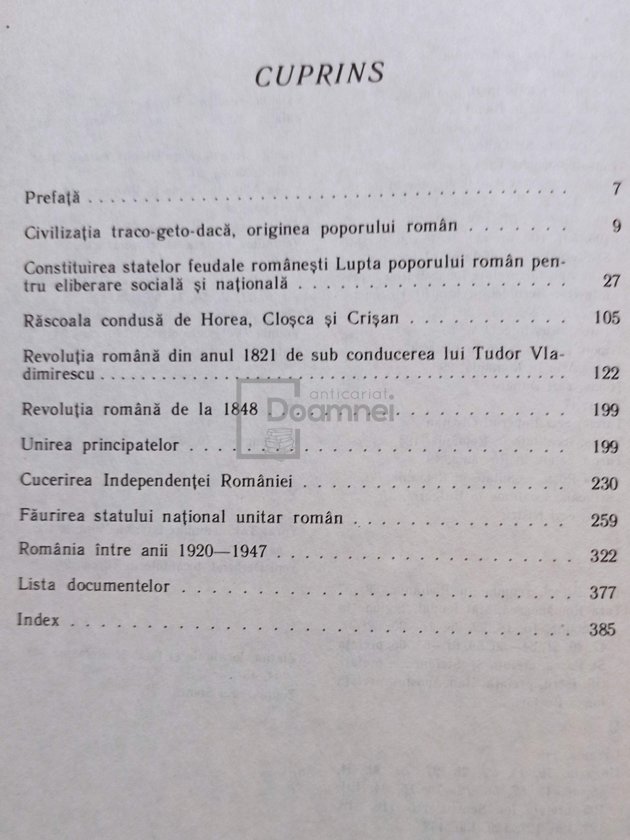 CUPRINS
Prefață . . . . . . . . . . . . . . . . . . . . . . . . . . . . . . . . . 7
Civilizația traco-geto-dacă, originea poporului român . . . . . . . 9
Constituirea statelor feudale românești Lupta poporului român pen-
tru eliberare socială și națională . . . . . . . . . . . . . . . . . . 27
Răscoala condusă de Horea, Cloșca și Crișan . . . . . . . . . . 105
Revoluția română din anul 1821 de sub conducerea lui Tudor Vla-
dimirescu . . . . . . . . . . . . . . . . . . . . . . . . . . . . . . . 122
anticariat®
Doamnei
Revoluția română de la 1848 . . . . . . . . . . . . . . . . . . . 199
Unirea principatelor . . . . . . . . . . . . . . . . . . . . . . . . 199
Cucerirea Independenței României . . . . . . . . . . . . . . . . 230
Făurirea statului național unitar român . . . . . . . . . . . . . 259
România între anii 1920—1947 . . . . . . . . . . . . . . . . . . 322
Lista documentelor . . . . . . . . . . . . . . . . . . . . . . . . 377
Index . . . . . . . . . . . . . . . . . . . . . . . . . . . . . . . 385